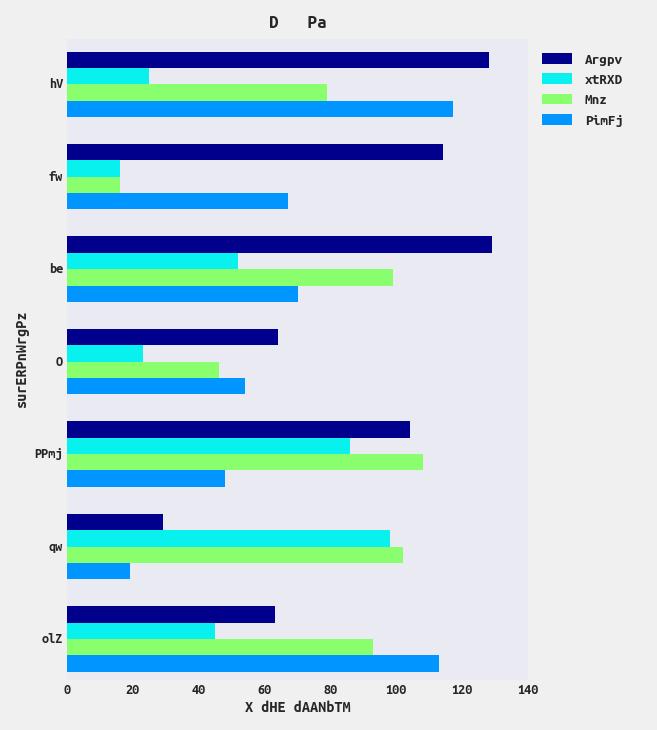 D   Pa
Argpv
xtRXD
Mnz
PimFj
surERPnWrgPz
hV
fw
be
O
PPmj
qw
olZ
0 20 40 60 80 100 120 140
X dHE dAANbTM